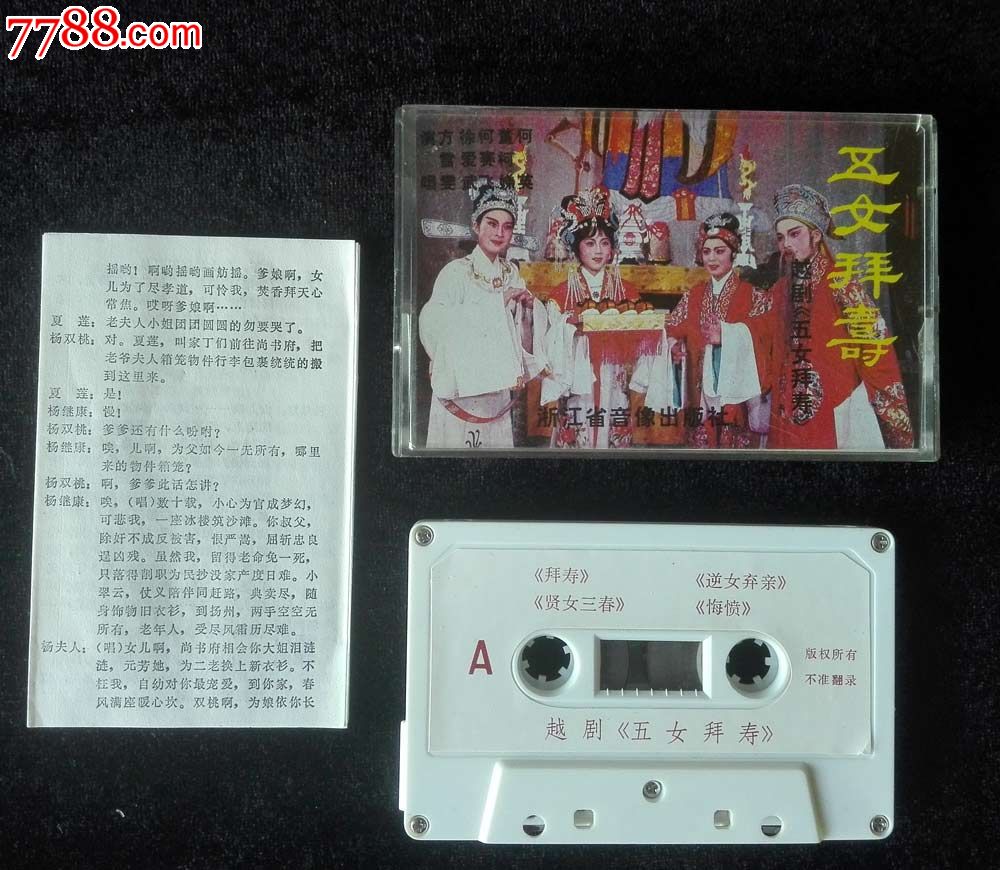 7788.com
五女拜壽
越剧《五女拜寿》
浙江省音像出版社
摇哟！啊哟摇哟画舫摇。爹娘啊，女
儿为了尽孝道，可怜我，焚香拜天心
常焦。哎呀爹娘啊……
夏　莲：老夫人小姐团团圆圆的勿要哭了。
杨双桃：对。夏莲，叫家丁们前往尚书府，把
老爷夫人箱笼物件行李包裹统统的搬
到这里来。
夏　莲：是！
杨继康：慢！
杨双桃：爹爹还有什么吩咐？
杨继康：唉，儿啊，为父如今一无所有，哪里
来的物件箱笼？
杨双桃：啊，爹爹此话怎讲？
杨继康：唉，（唱）数十载，小心为官成梦幻，
可悲我，一座冰楼筑沙滩。你叔父，
除奸不成反被害，恨严嵩，屈斩忠良
逞凶残。虽然我，留得老命免一死，
只落得削职为民抄没家产度日难。小
翠云，仗义陪伴同赶路，典卖尽，随
身饰物旧衣衫，到扬州，两手空空无
所有，老年人，受尽风霜历尽难。
杨夫人：（唱）女儿啊，尚书府相会你大姐泪涟
涟，元芳她，为二老换上新衣衫。不
枉我，自幼对你最宠爱，到你家，春
风满座暖心坎。双桃啊，为娘依你长
《拜寿》
《逆女弃亲》
《贤女三春》
《悔愤》
A
版权所有
不准翻录
越剧《五女拜寿》